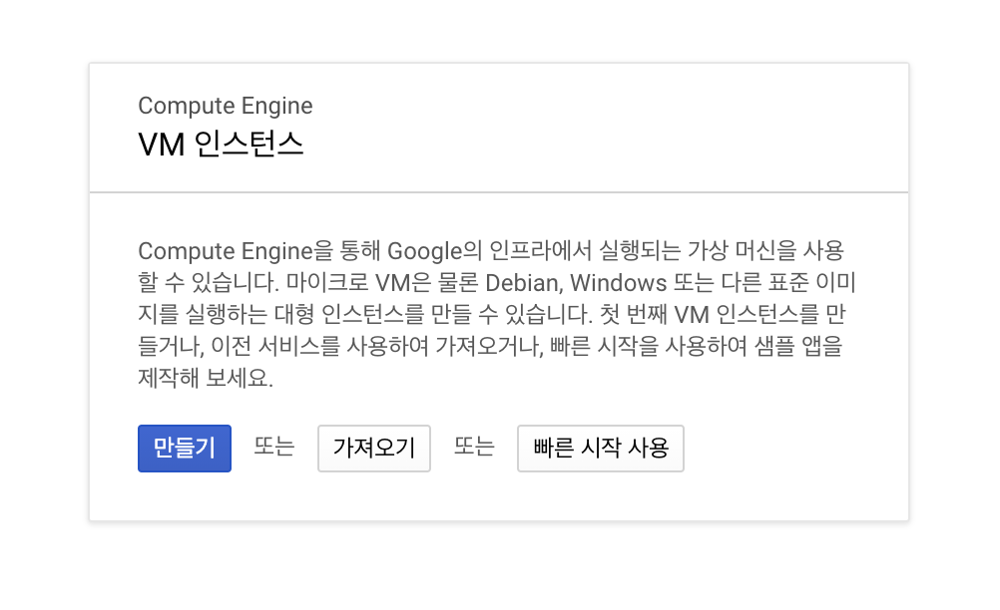 Compute Engine
VM 인스턴스
Compute Engine을 통해 Google의 인프라에서 실행되는 가상 머신을 사용
할 수 있습니다. 마이크로 VM은 물론 Debian, Windows 또는 다른 표준 이미
지를 실행하는 대형 인스턴스를 만들 수 있습니다. 첫 번째 VM 인스턴스를 만
들거나, 이전 서비스를 사용하여 가져오거나, 빠른 시작을 사용하여 샘플 앱을
제작해 보세요.
만들기 또는 가져오기 또는 빠른 시작 사용